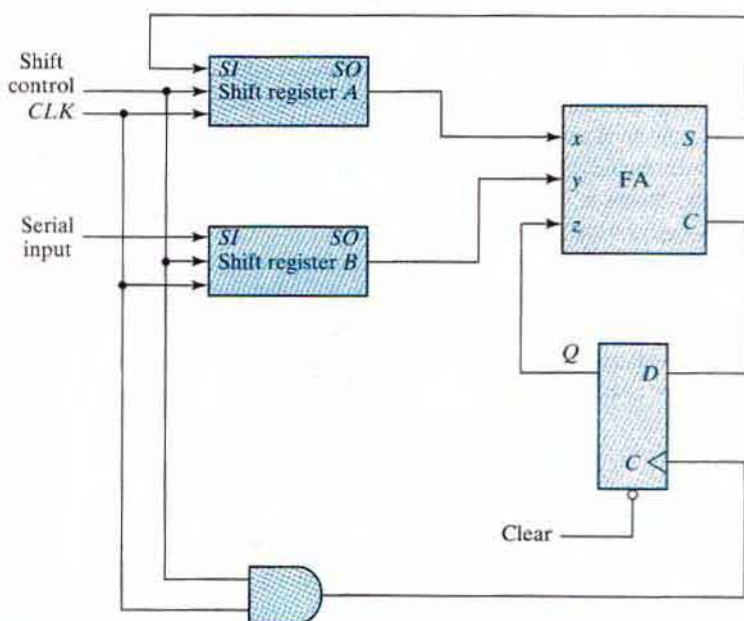 Shift
control
CLK
SI SO
Shift register A
Serial
input
SI SO
Shift register B
x S
y FA
z C
Q
D
C
Clear